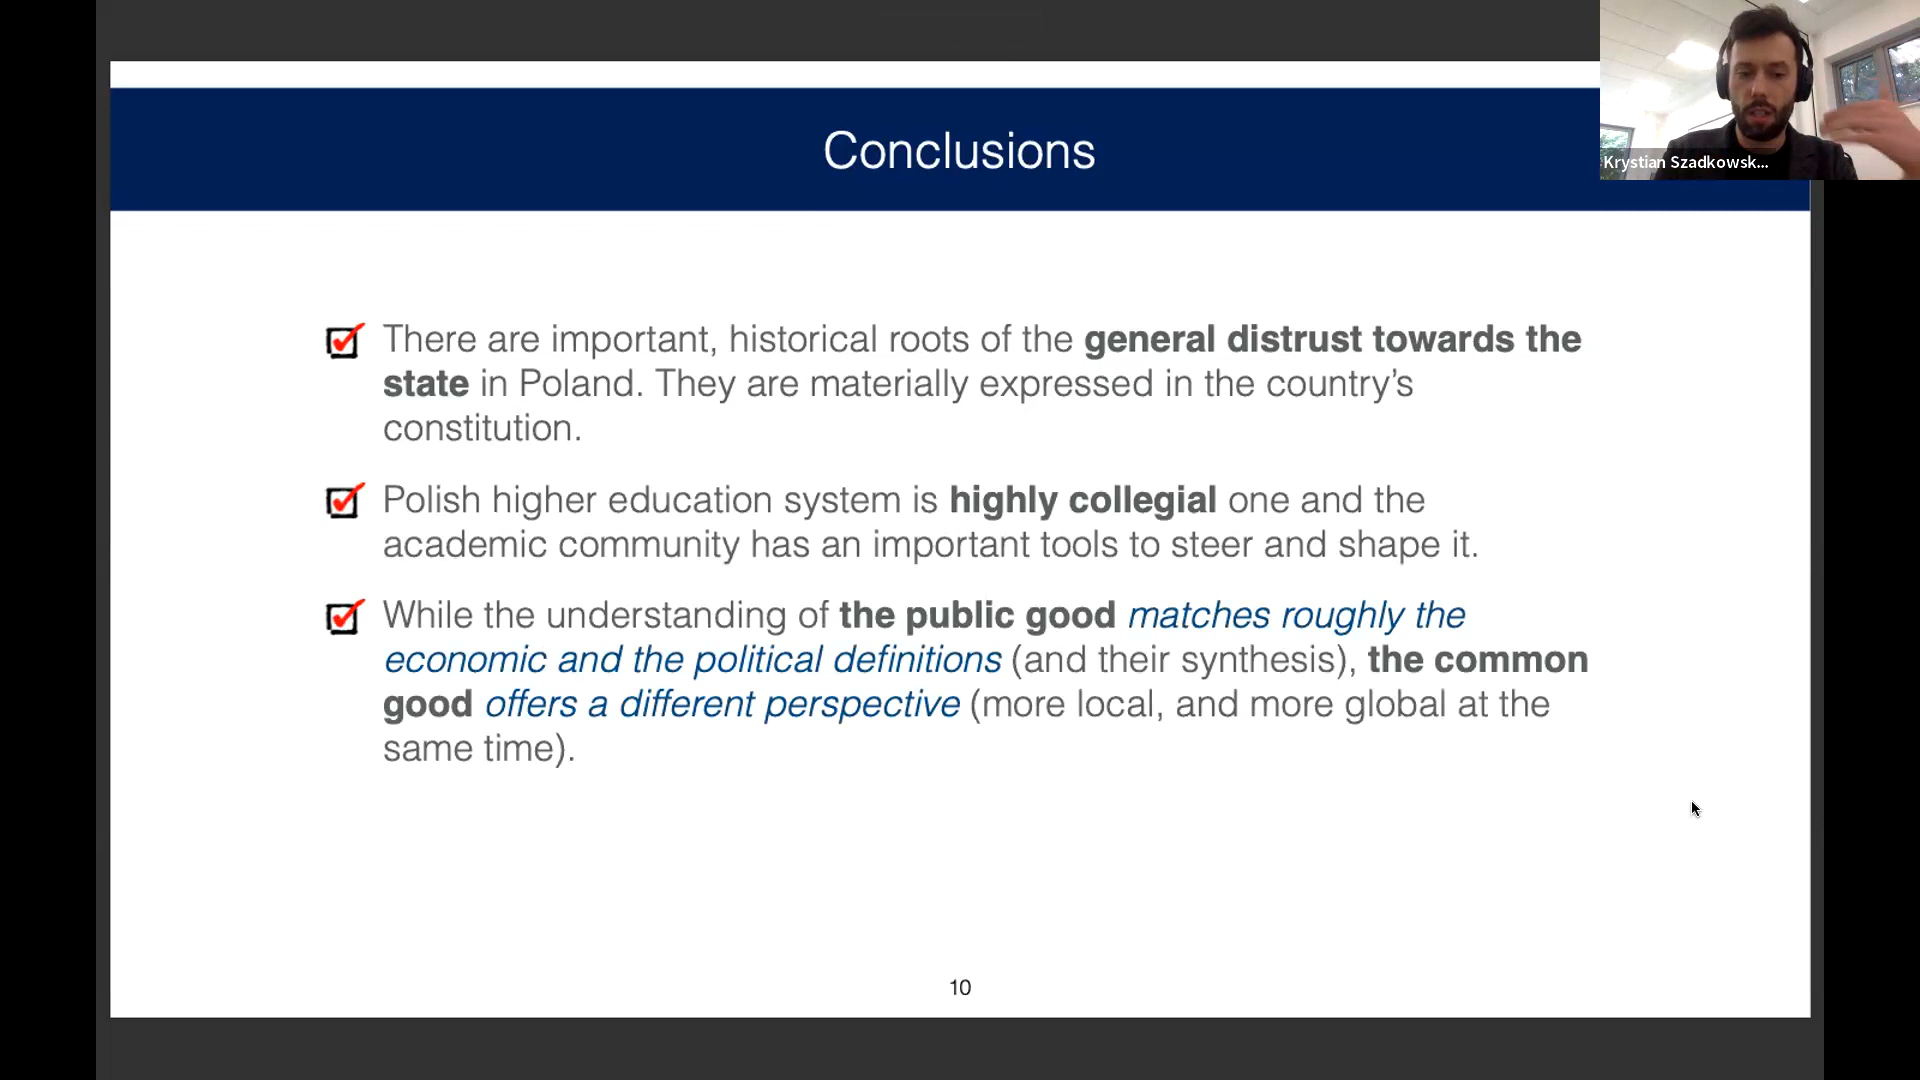 Conclusions
Krystian Szadkowsk...
There are important, historical roots of the general distrust towards the
state in Poland. They are materially expressed in the country’s
constitution.
Polish higher education system is highly collegial one and the
academic community has an important tools to steer and shape it.
While the understanding of the public good matches roughly the
economic and the political definitions (and their synthesis), the common
good offers a different perspective (more local, and more global at the
same time).
10